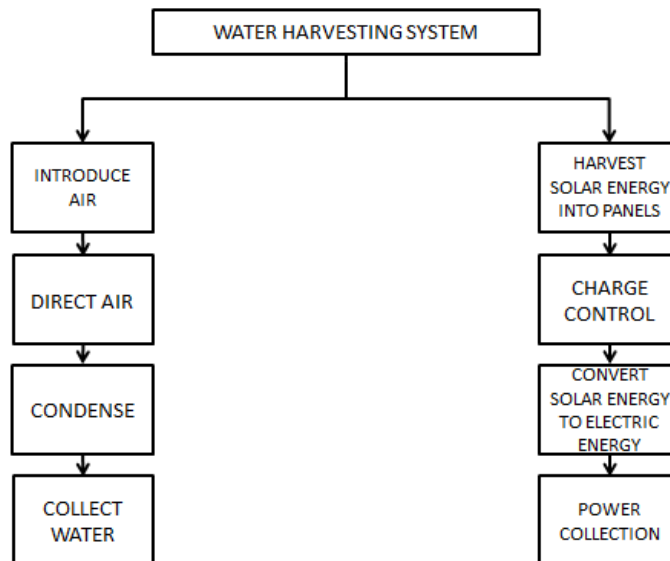 WATER HARVESTING SYSTEM
INTRODUCE
AIR
DIRECT AIR
CONDENSE
COLLECT
WATER
HARVEST
SOLAR ENERGY
INTO PANELS
CHARGE
CONTROL
CONVERT
SOLAR ENERGY
TO ELECTRIC
ENERGY
POWER
COLLECTION